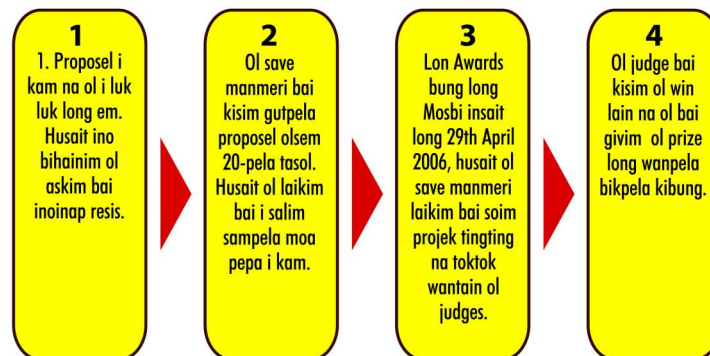 1
1. Proposel i
kam na ol i luk
luk long em.
Husait ino
bihainim ol
askim bai
inoinap resis.
2
Ol save
manmeri bai
kisim gutpela
proposel olsem
20-pela tasol.
Husait ol laikim
bai i salim
sampela moa
pepa i kam.
3
Lon Awards
bung long
Mosbi insait
long 29th April
2006, husait ol
save manmeri
laikim bai soim
projek tingting
na toktok
wantain ol
judges.
4
Ol judge bai
kisim ol win
lain na ol bai
givim ol prize
long wanpela
bikpela kibung.